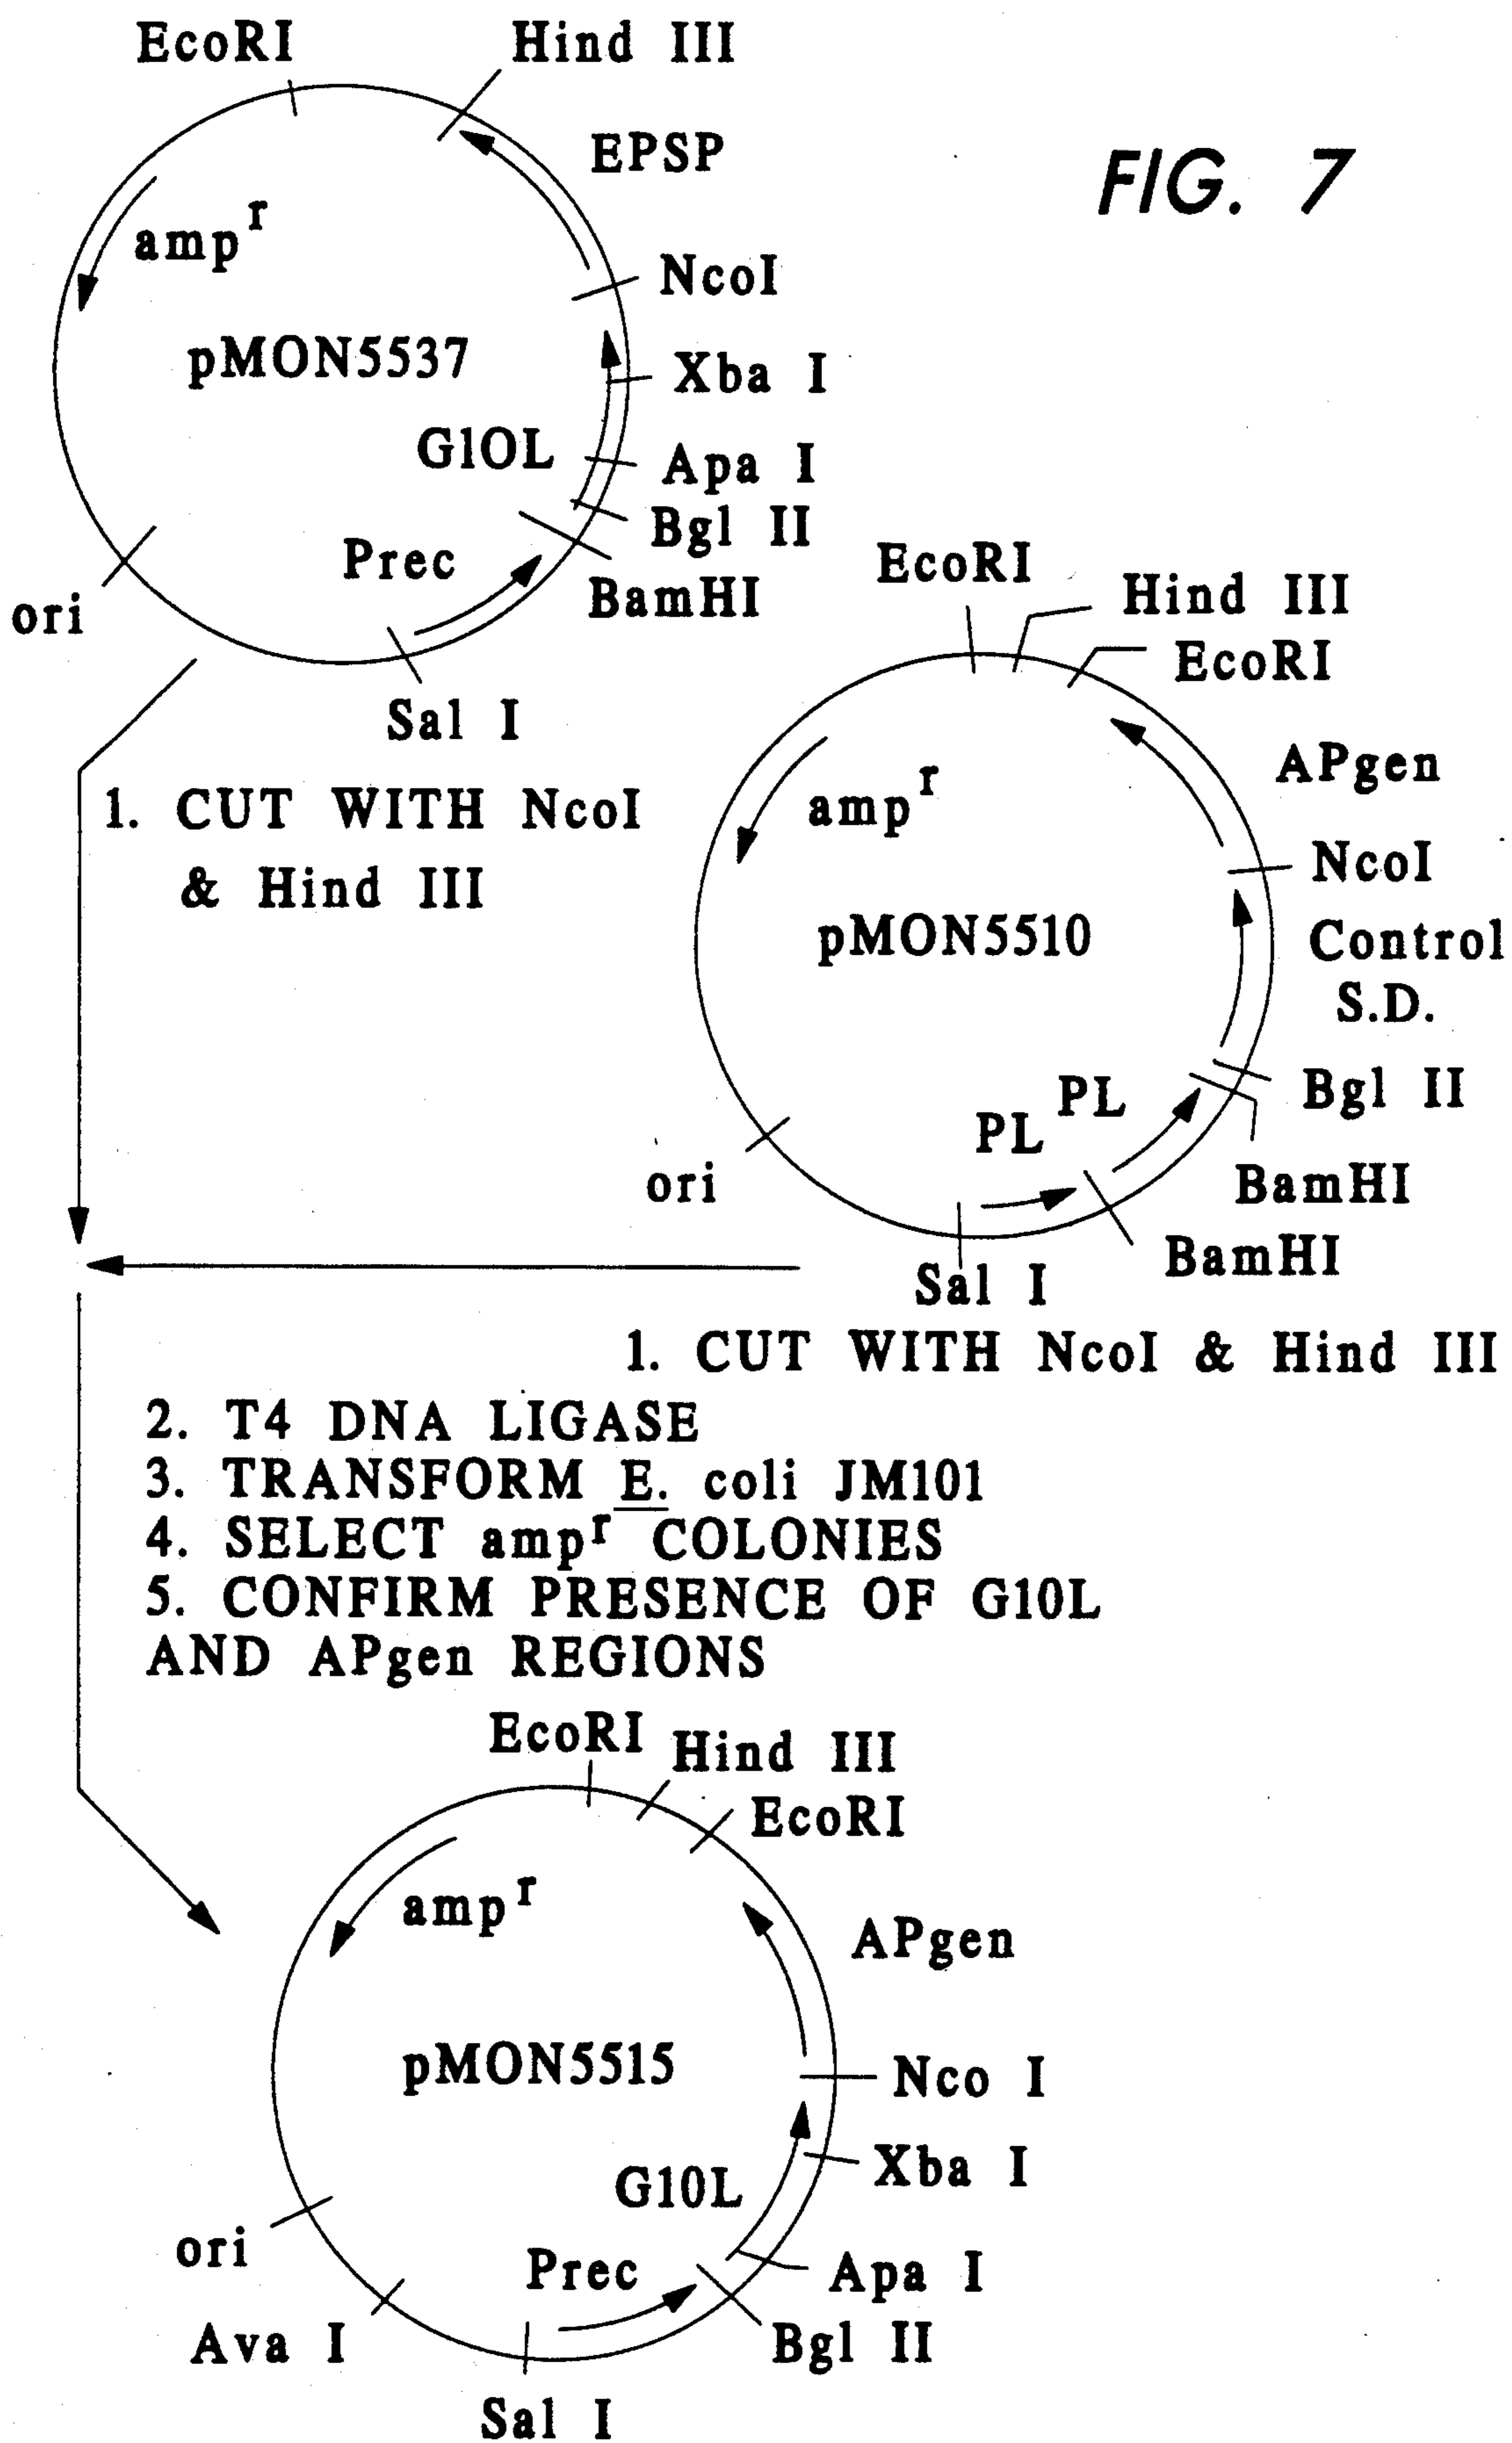 EcoRI
Hind III
EPSP
FIG. 7
amp^r
NcoI
pMON5537
Xba I
G10L
Apa I
Bgl II
Prec
BamHI
ori
Sal I
EcoRI
Hind III
EcoRI
1. CUT WITH NcoI
& Hind III
APgen
amp^r
NcoI
pMON5510
Control
S.D.
PL
PL
Bgl II
ori
BamHI
BamHI
Sal I
1. CUT WITH NcoI & Hind III
2. T4 DNA LIGASE
3. TRANSFORM E. coli JM101
4. SELECT amp^r COLONIES
5. CONFIRM PRESENCE OF G10L
AND APgen REGIONS
EcoRI
Hind III
EcoRI
amp^r
APgen
pMON5515
Nco I
Xba I
G10L
ori
Prec
Apa I
Ava I
Bgl II
Sal I